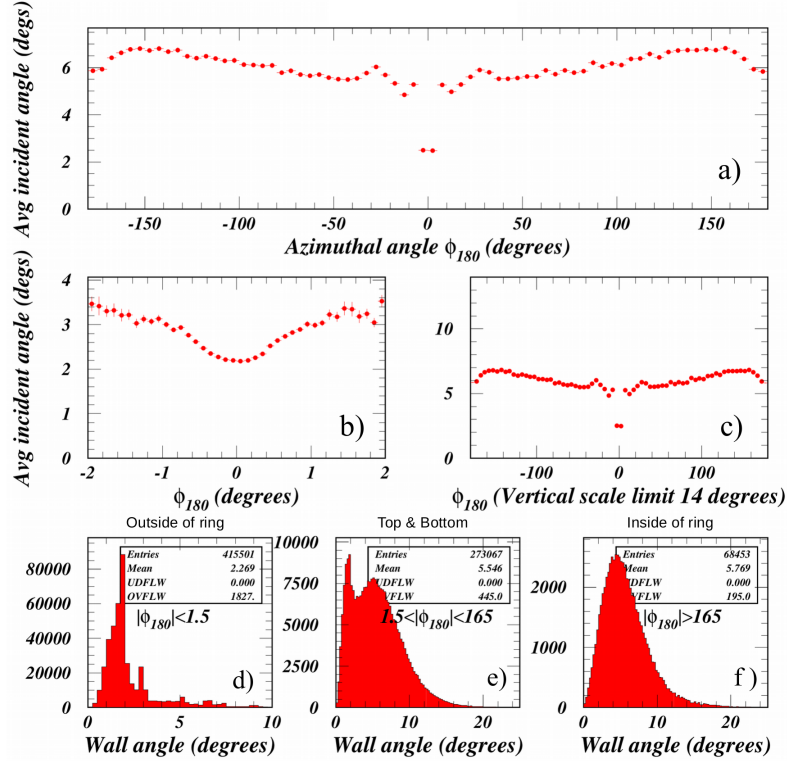 Avg incident angle (degs)
6
4
2
0
-150 -100 -50 0 50 100 150
a)
Azimuthal angle ϕ180 (degrees)
Avg incident angle (degs)
4
3
2
1
0
-2 -1 0 1 2
b)
ϕ180 (degrees)
10
5
0
-100 0 100
c)
ϕ180 (Vertical scale limit 14 degrees)
Outside of ring
80000
60000
40000
20000
0
0 5 10
Entries 415501
Mean 2.269
UDFLW 0.000
OVFLW 1827.
|ϕ180|<1.5
d)
Wall angle (degrees)
Top & Bottom
10000
7500
5000
2500
0
0 10 20
Entries 273067
Mean 5.546
UDFLW 0.000
OVFLW 445.0
1.5<|ϕ180|<165
e)
Wall angle (degrees)
Inside of ring
2000
1000
0
0 10 20
Entries 68453
Mean 5.769
UDFLW 0.000
OVFLW 195.0
|ϕ180|>165
f)
Wall angle (degrees)